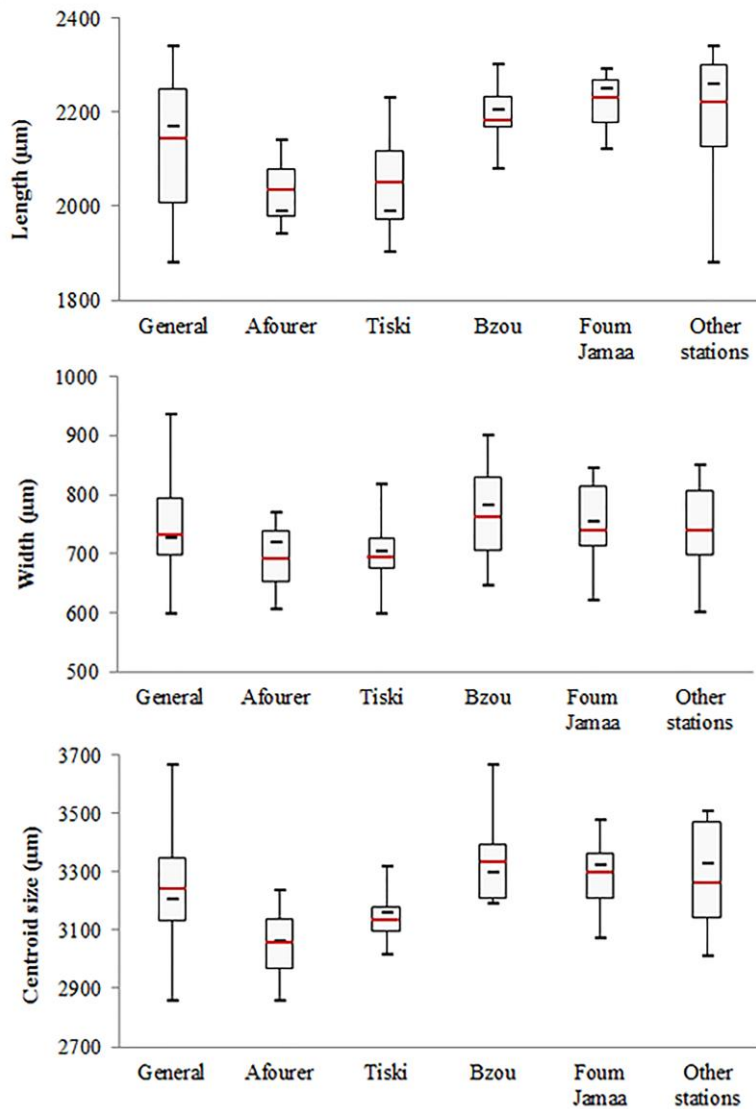 2400
2200
2000
1800
Length (µm)
General Afourer Tiski Bzou Foum Other
Jamaa stations
1000
900
800
700
600
500
Width (µm)
General Afourer Tiski Bzou Foum Other
Jamaa stations
3700
3500
3300
3100
2900
2700
Centroid size (µm)
General Afourer Tiski Bzou Foum Other
Jamaa stations